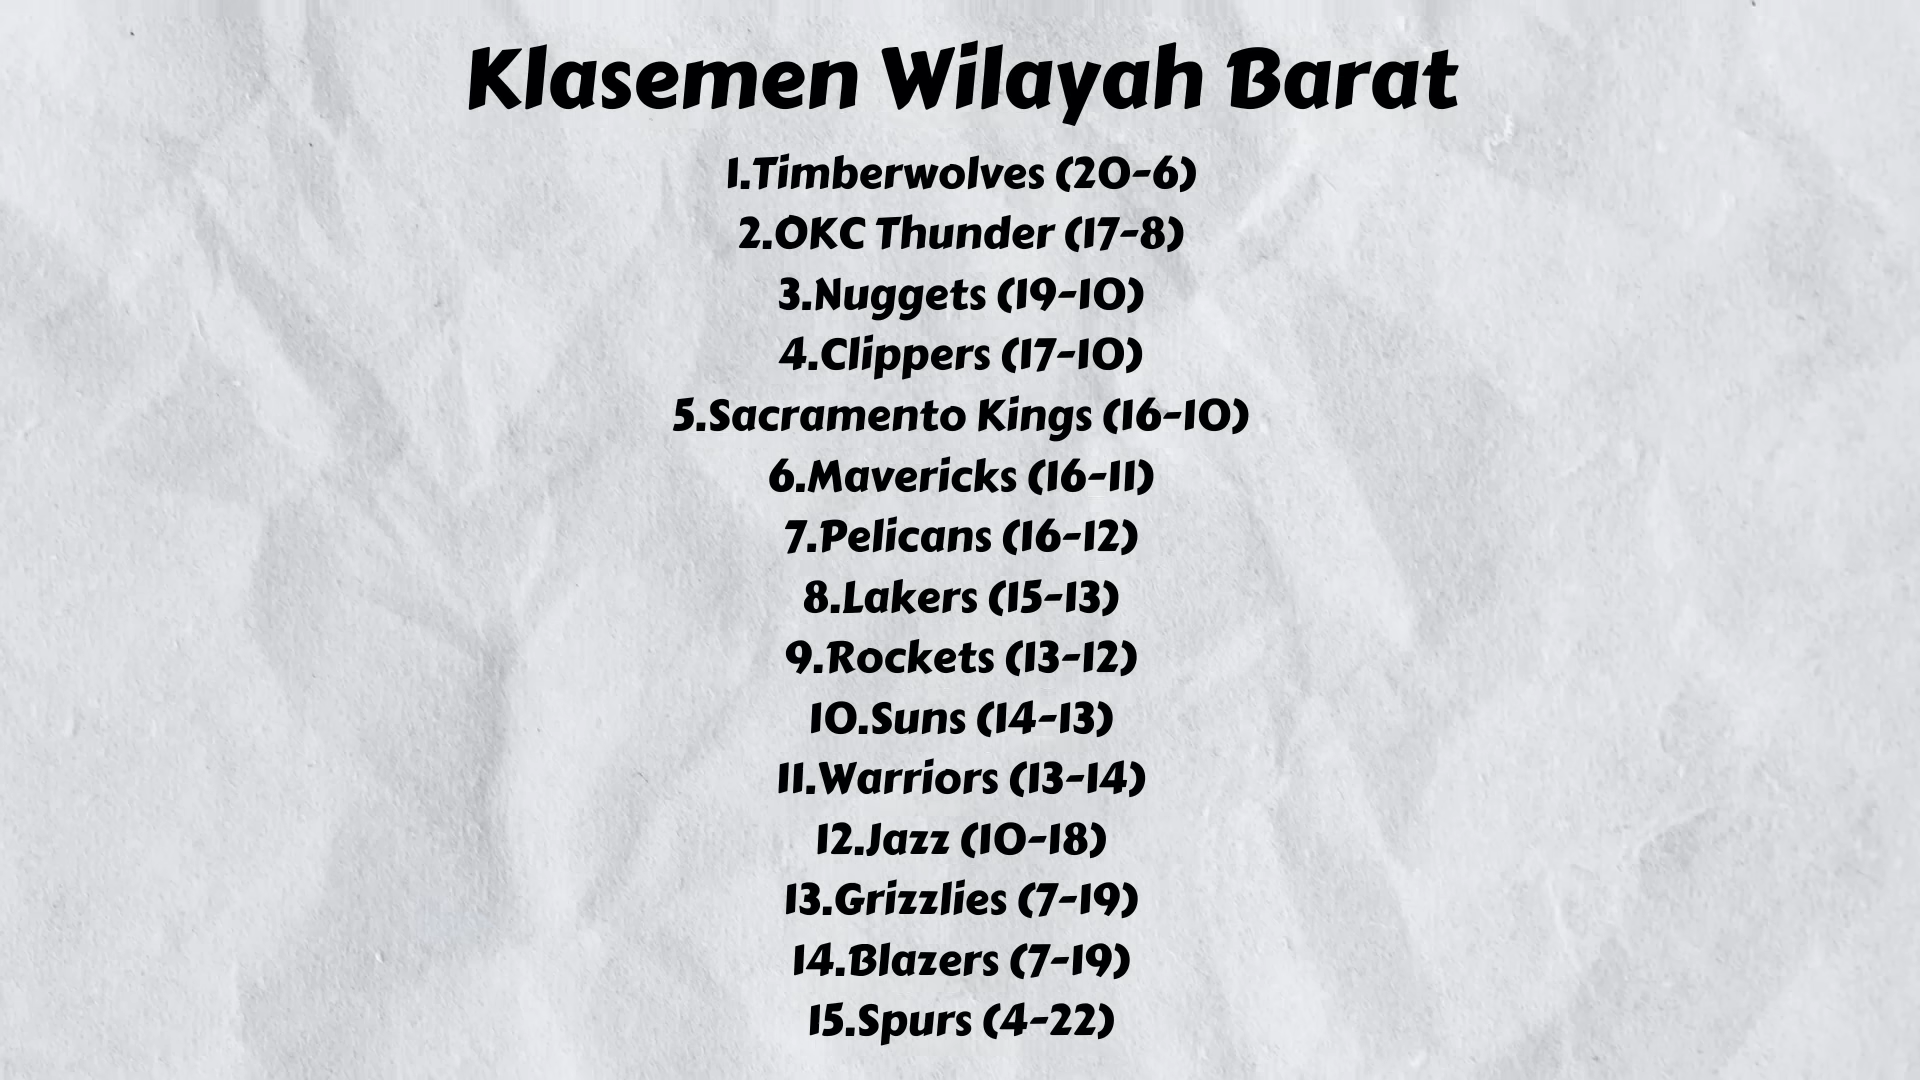 Klasemen Wilayah Barat
1.Timberwolves (20-6)
2.OKC Thunder (17-8)
3.Nuggets (19-10)
4.Clippers (17-10)
5.Sacramento Kings (16-10)
6.Mavericks (16-11)
7.Pelicans (16-12)
8.Lakers (15-13)
9.Rockets (13-12)
10.Suns (14-13)
11.Warriors (13-14)
12.Jazz (10-18)
13.Grizzlies (7-19)
14.Blazers (7-19)
15.Spurs (4-22)